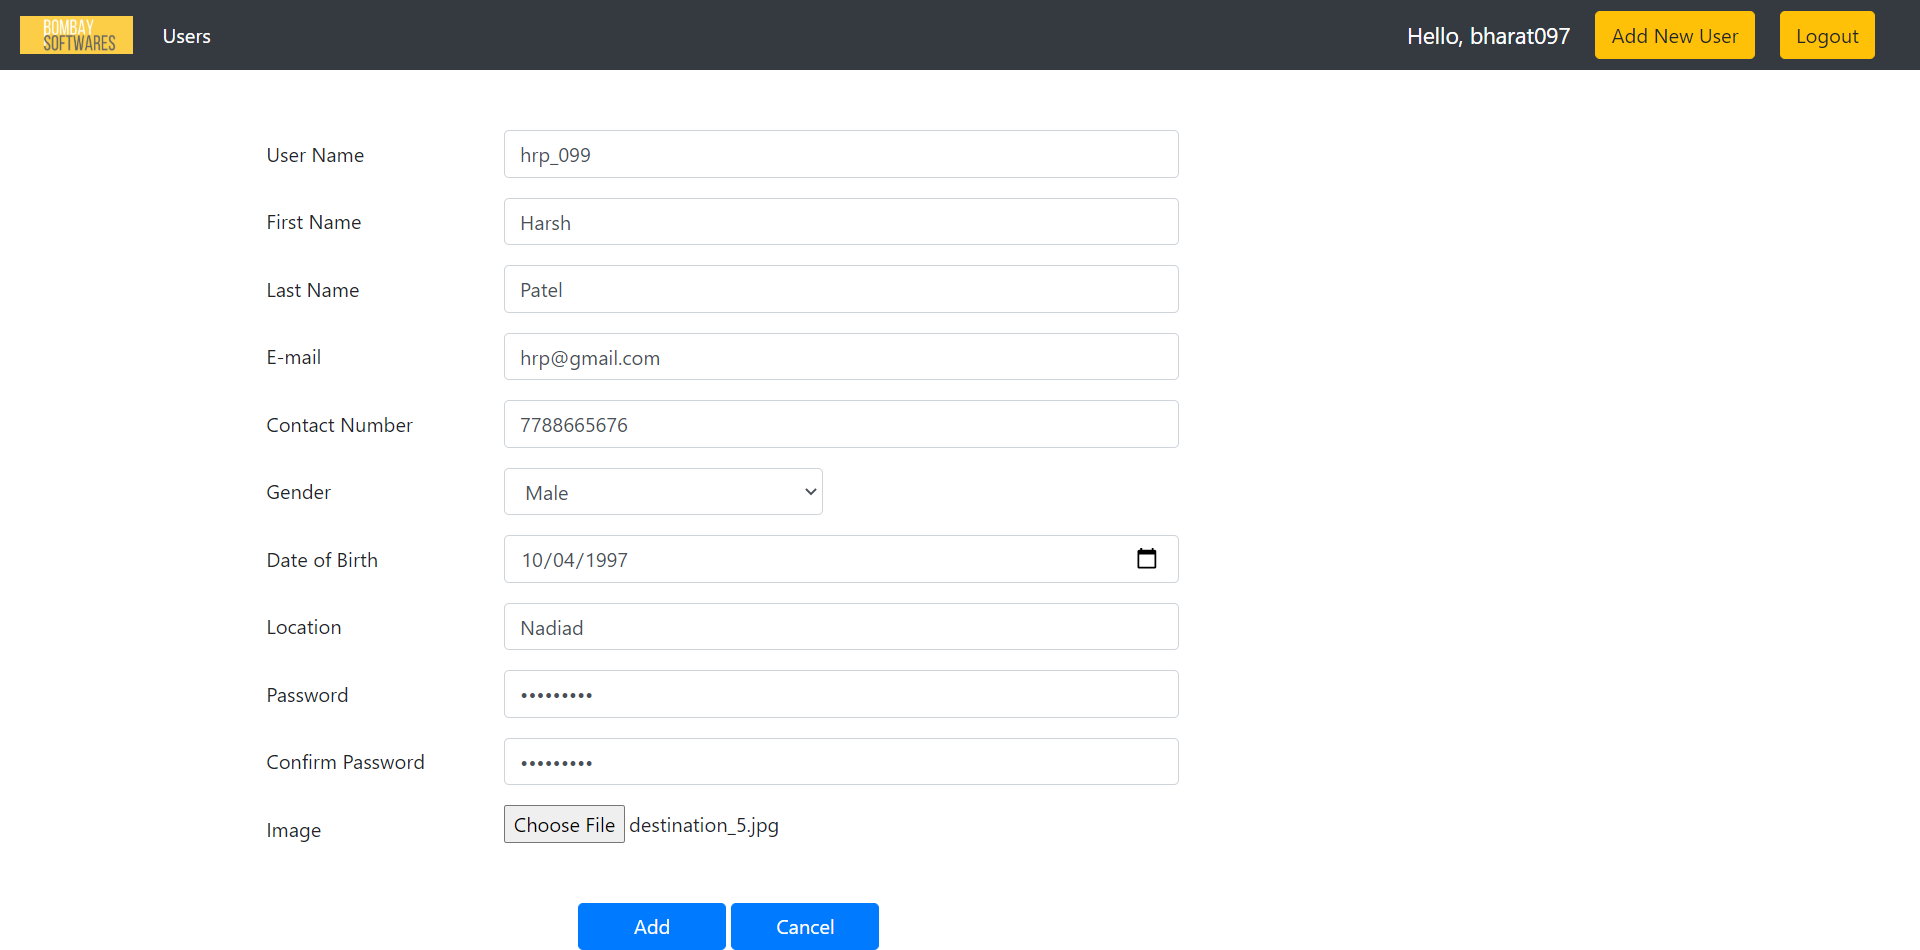 BOMBAY
SOFTWARES
Users
Hello, bharat097
Add New User
Logout
User Name
hrp_099
First Name
Harsh
Last Name
Patel
E-mail
hrp@gmail.com
Contact Number
7788665676
Gender
Male
Date of Birth
10/04/1997
Location
Nadiad
Password
•••••••••
Confirm Password
•••••••••
Image
Choose File destination_5.jpg
Add
Cancel